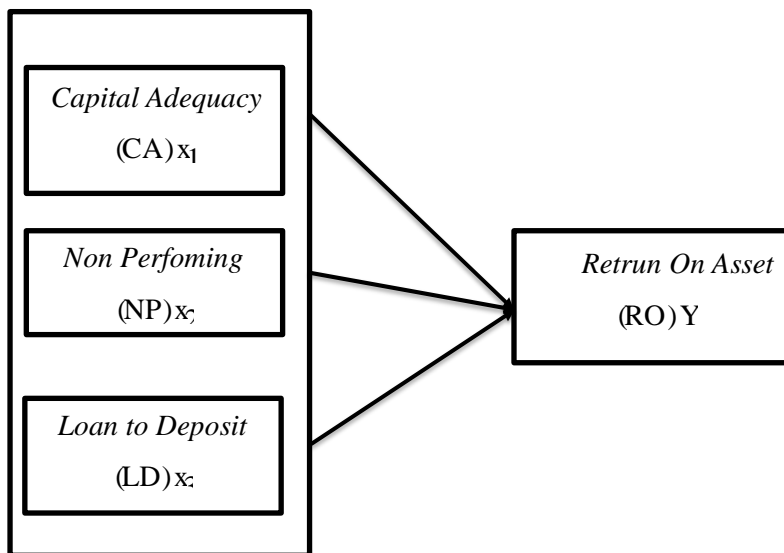 Capital Adequacy
(CA) x1
Non Perfoming
(NP) x
Loan to Deposit
(LD) x
Retrun On Asset
(RO) Y